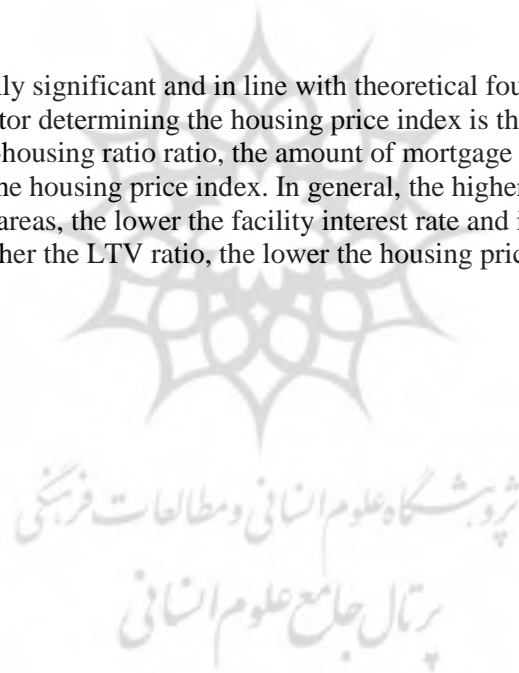 lly significant and in line with theoretical fou
tor determining the housing price index is th
-housing ratio ratio, the amount of mortgage
he housing price index. In general, the higher
areas, the lower the facility interest rate and i
her the LTV ratio, the lower the housing pric
پژوهشگاه علوم انسانی و مطالعات فرهنگی
پرتال جامع علوم انسانی